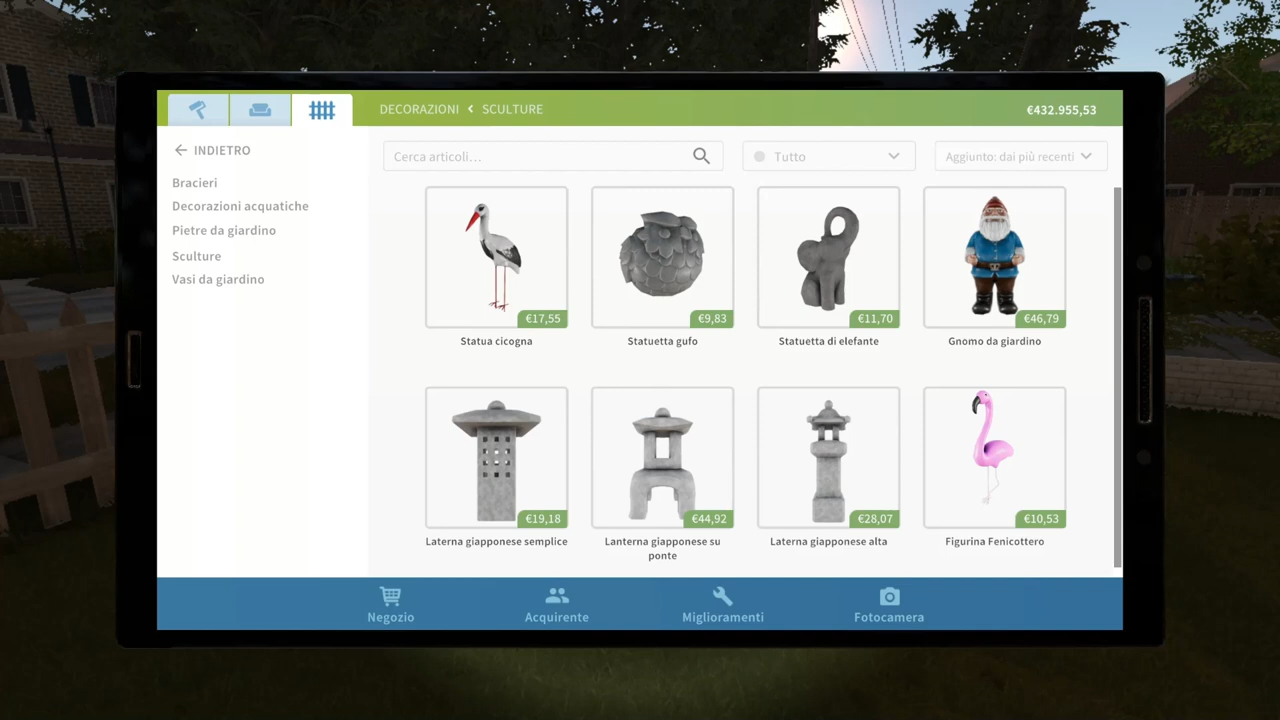 DECORAZIONI < SCULTURE
€432.955,53
INDIETRO
Bracieri
Decorazioni acquatiche
Pietre da giardino
Sculture
Vasi da giardino
Cerca articoli...
Tutto
Aggiunto: dai più recenti
€17,55
€9,83
€11,70
€46,79
Statua cicogna
Statuetta gufo
Statuetta di elefante
Gnomo da giardino
€19,18
€44,92
€28,07
€10,53
Laterna giapponese semplice
Lanterna giapponese su
ponte
Laterna giapponese alta
Figurina Fenicottero
Negozio
Acquirente
Miglioramenti
Fotocamera